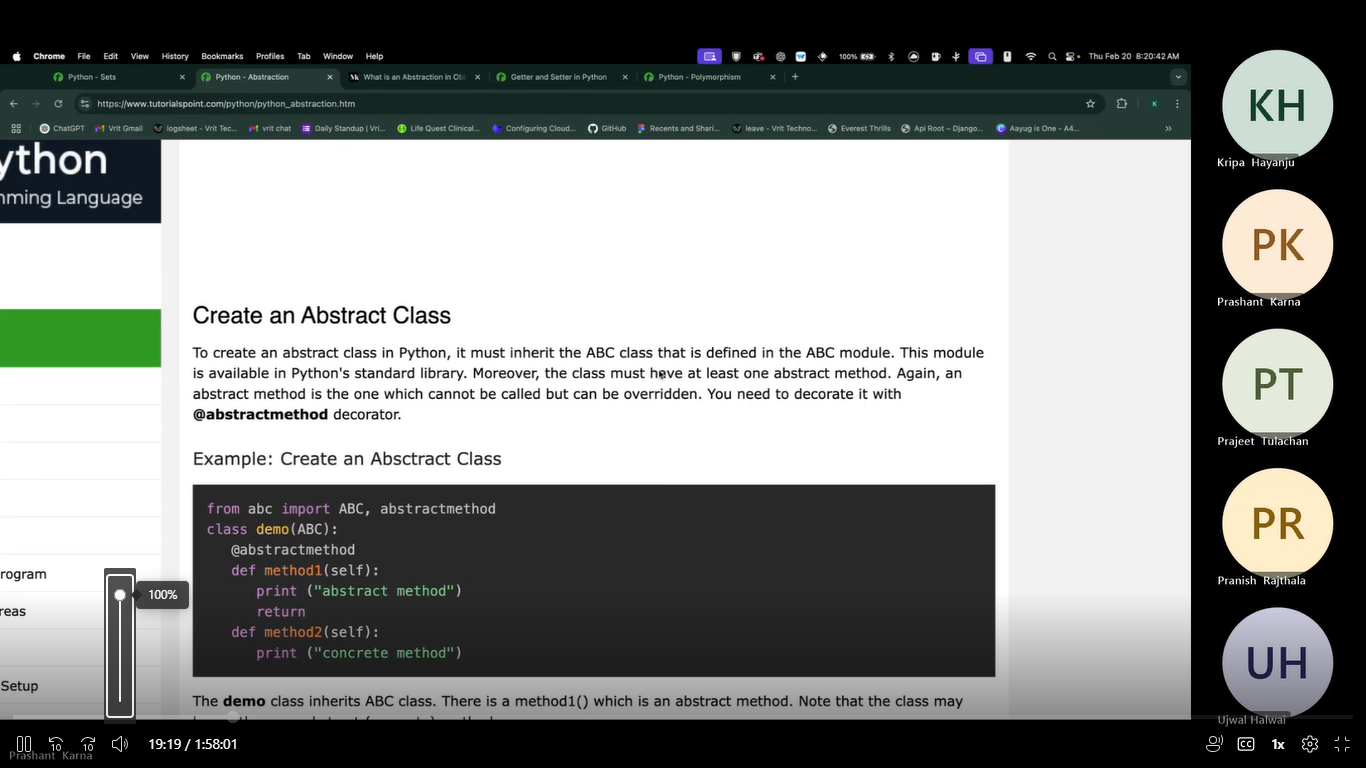 Chrome File Edit View History Bookmarks Profiles Tab Window Help 100% Thu Feb 20 8:20:42 AM
Python - Sets Python - Abstraction What is an Abstraction in Obj Getter and Setter in Python Python - Polymorphism
https://www.tutorialspoint.com/python/python_abstraction.htm K
ChatGPT Vrit Gmail logsheet - Vrit Tec... vrit chat Daily Standup | Vri... Life Quest Clinical... Configuring Cloud... GitHub Recents and Shari... leave - Vrit Techno... Everest Thrills Api Root – Django... Aayug is One - A4... »
ython
mming Language
Create an Abstract Class
To create an abstract class in Python, it must inherit the ABC class that is defined in the ABC module. This module
is available in Python's standard library. Moreover, the class must have at least one abstract method. Again, an
abstract method is the one which cannot be called but can be overridden. You need to decorate it with
@abstractmethod decorator.
Example: Create an Absctract Class
from abc import ABC, abstractmethod
class demo(ABC):
@abstractmethod
def method1(self):
print ("abstract method")
return
def method2(self):
print ("concrete method")
The demo class inherits ABC class. There is a method1() which is an abstract method. Note that the class may
rogram
reas
Setup
100%
KH
Kripa Hayanju
PK
Prashant Karna
PT
Prajeet Tulachan
PR
Pranish Rajthala
UH
Ujwal Halwai
10 10 19:19 / 1:58:01 CC 1x
Prashant Karna